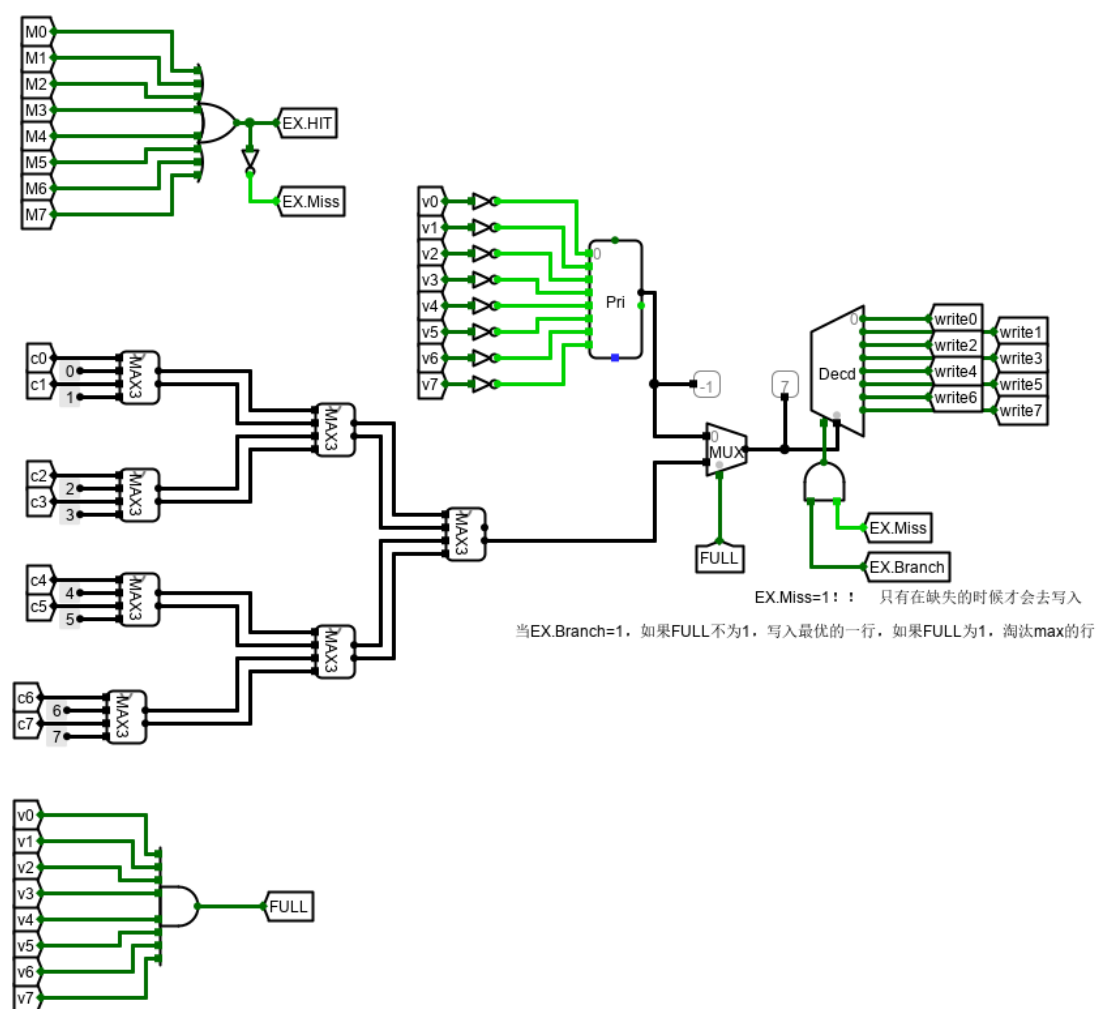 M0
M1
M2
M3
M4
M5
M6
M7
EX.HIT
EX.Miss
v0
v1
v2
v3
v4
v5
v6
v7
0
Pri
-1
7
0
Decd
write0
write1
write2
write3
write4
write5
write6
write7
0
MUX
FULL
EX.Miss
EX.Branch
EX.Miss=1！！ 只有在缺失的时候才会去写入
当EX.Branch=1，如果FULL不为1，写入最优的一行，如果FULL为1，淘汰max的行
c0
0
c1
1
MAX3
c2
2
c3
3
MAX3
MAX3
MAX3
c4
4
c5
5
MAX3
c6
6
c7
7
MAX3
MAX3
v0
v1
v2
v3
v4
v5
v6
v7
FULL